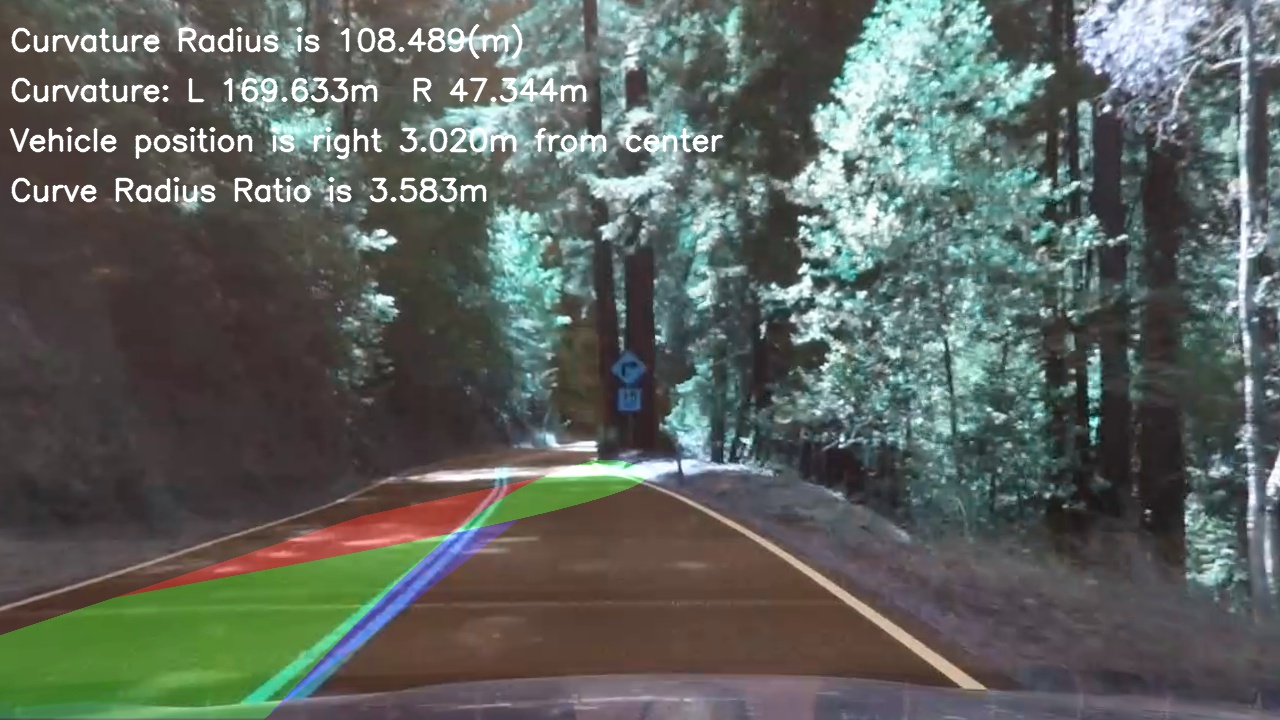 Curvature Radius is 108.489(m)
Curvature: L 169.633m R 47.344m
Vehicle position is right 3.020m from center
Curve Radius Ratio is 3.583m